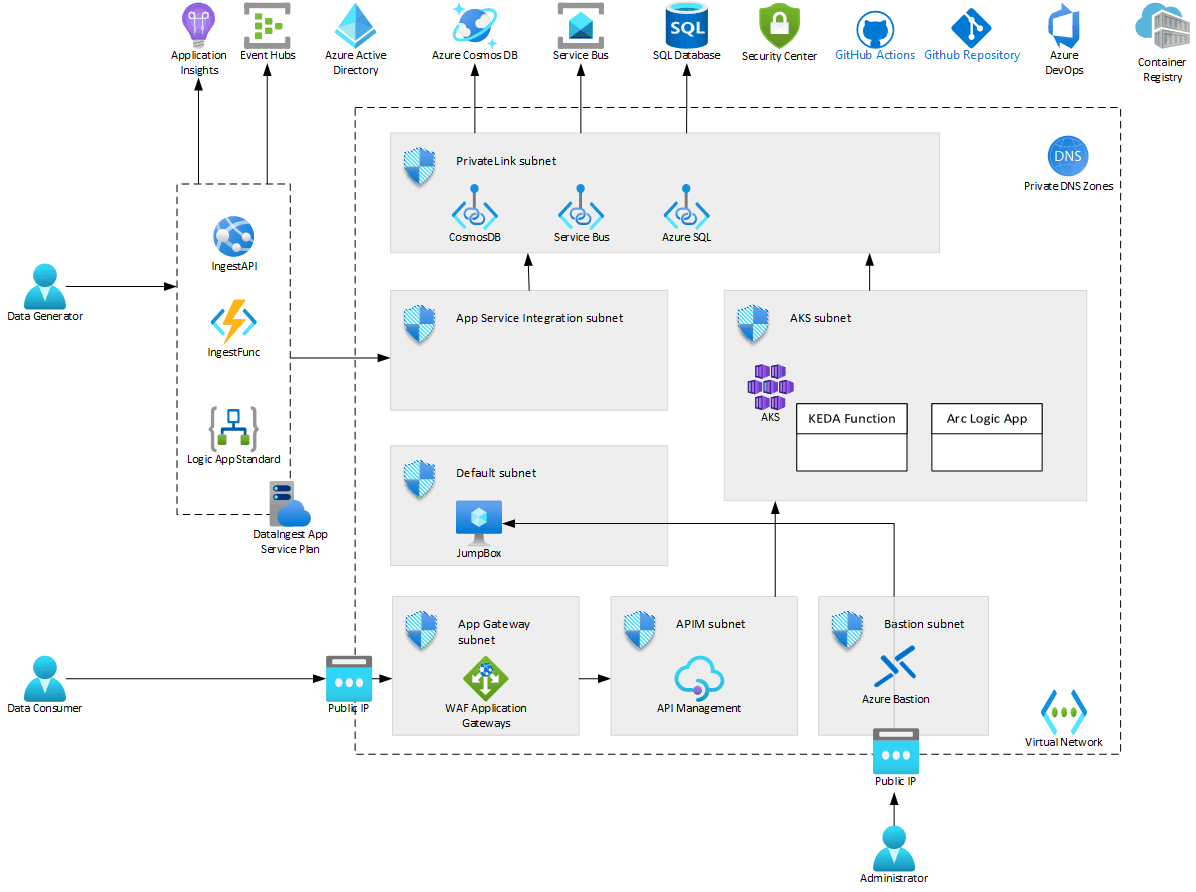 Application
Insights
Event Hubs
Azure Active
Directory
Azure Cosmos DB
Service Bus
SQL
SQL Database
Security Center
GitHub Actions
Github Repository
Azure
DevOps
Container
Registry
PrivateLink subnet
CosmosDB
Service Bus
Azure SQL
DNS
Private DNS Zones
IngestAPI
IngestFunc
Logic App Standard
DataIngest App
Service Plan
Data Generator
App Service Integration subnet
AKS subnet
AKS
KEDA Function
Arc Logic App
Default subnet
JumpBox
App Gateway
subnet
WAF Application
Gateways
APIM subnet
API Management
Bastion subnet
Azure Bastion
Data Consumer
Public IP
Virtual Network
Public IP
Administrator